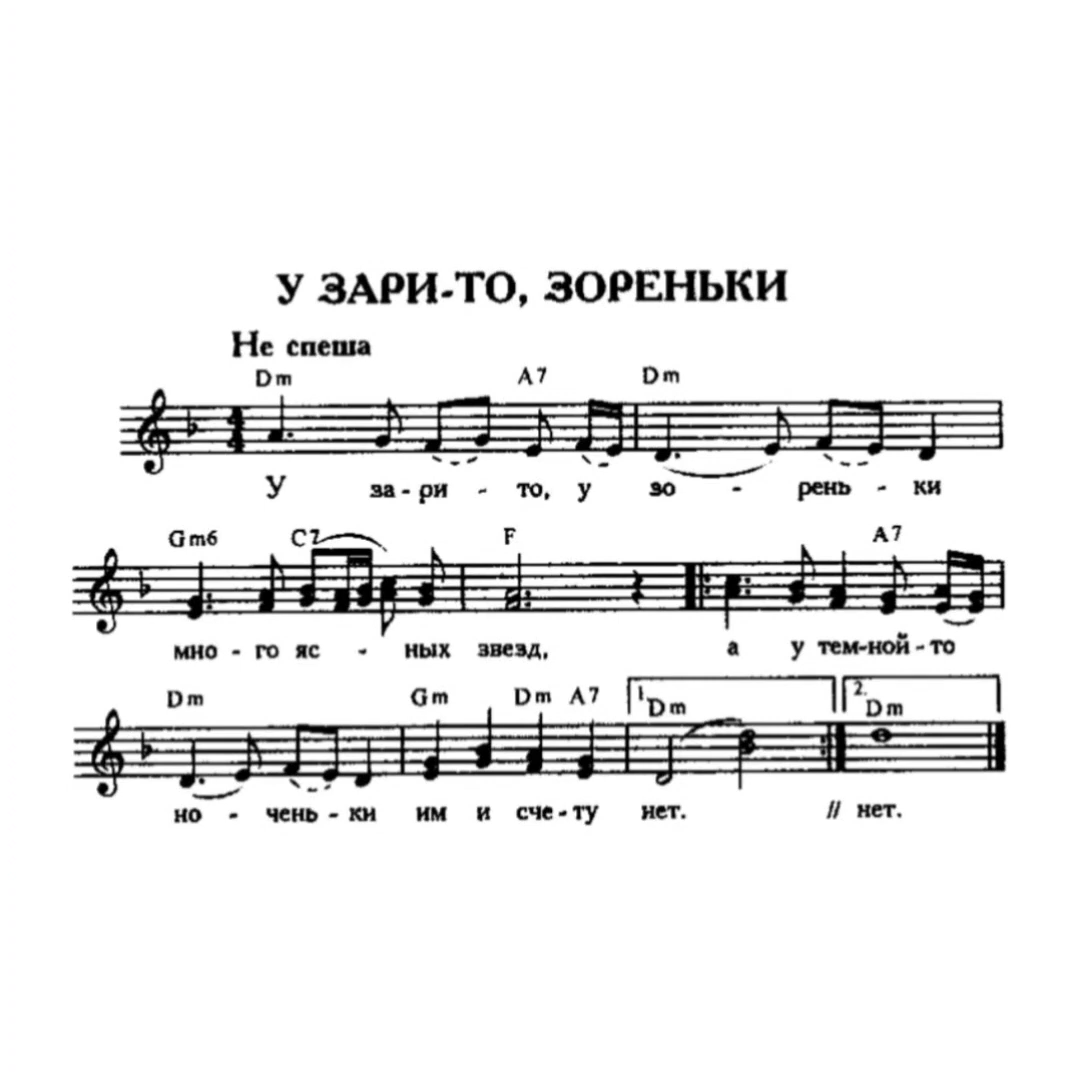 У ЗАРИ-ТО, ЗОРЕНЬКИ
Не спеша
Dm A7 Dm
4
4
У за - ри - то, у зо - рень - ки
Gm6 C7 F A7
мно - го яс - ных звезд, а у тем-ной - то
Dm Gm Dm A7 1. Dm 2. Dm
но - чень - ки им и сче - ту нет. // нет.